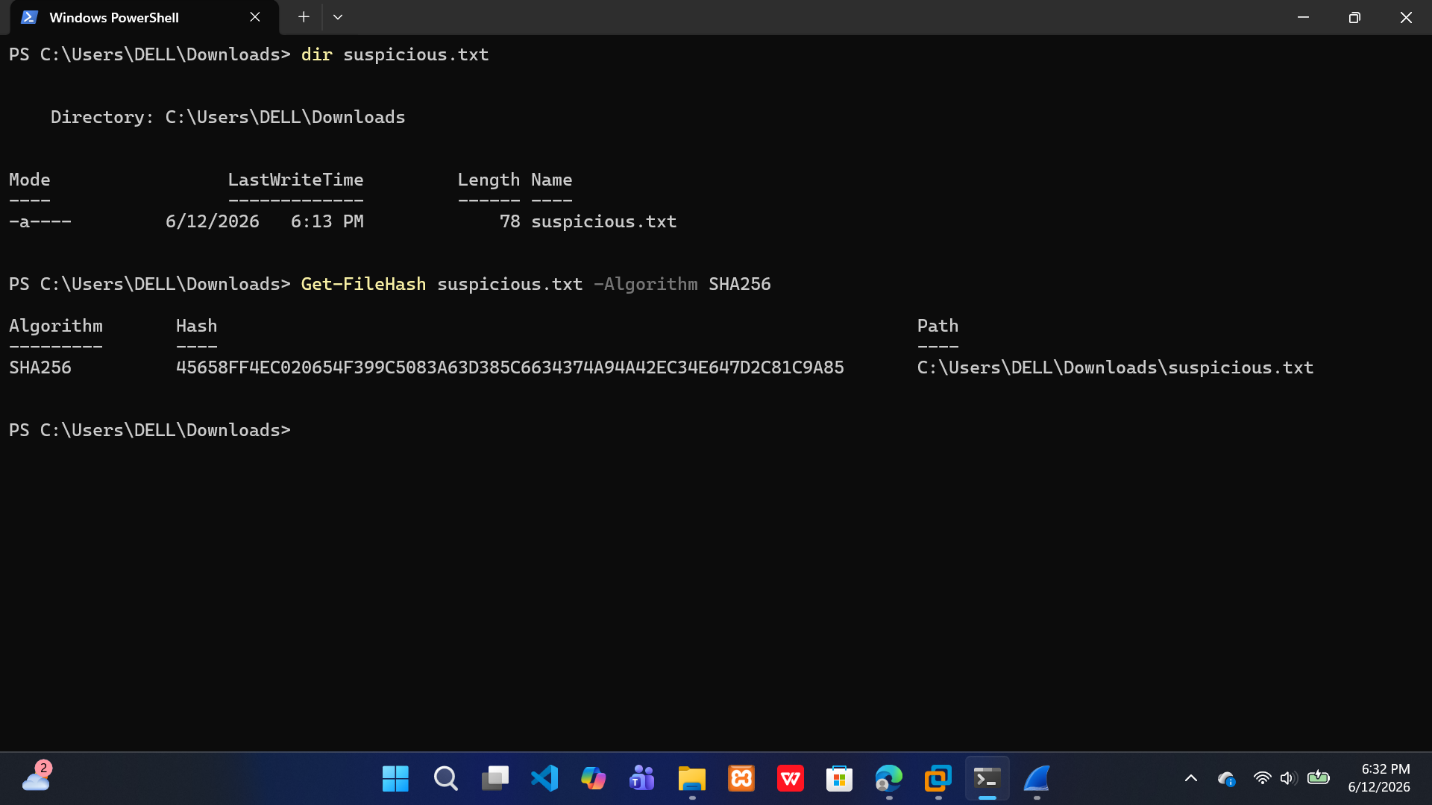 Windows PowerShell
PS C:\Users\DELL\Downloads> dir suspicious.txt
Directory: C:\Users\DELL\Downloads
Mode LastWriteTime Length Name
---- ------------- ------ ----
-a---- 6/12/2026 6:13 PM 78 suspicious.txt
PS C:\Users\DELL\Downloads> Get-FileHash suspicious.txt -Algorithm SHA256
Algorithm Hash Path
--------- ---- ----
SHA256 45658FF4EC020654F399C5083A63D385C6634374A94A42EC34E647D2C81C9A85 C:\Users\DELL\Downloads\suspicious.txt
PS C:\Users\DELL\Downloads>
2
6:32 PM
6/12/2026